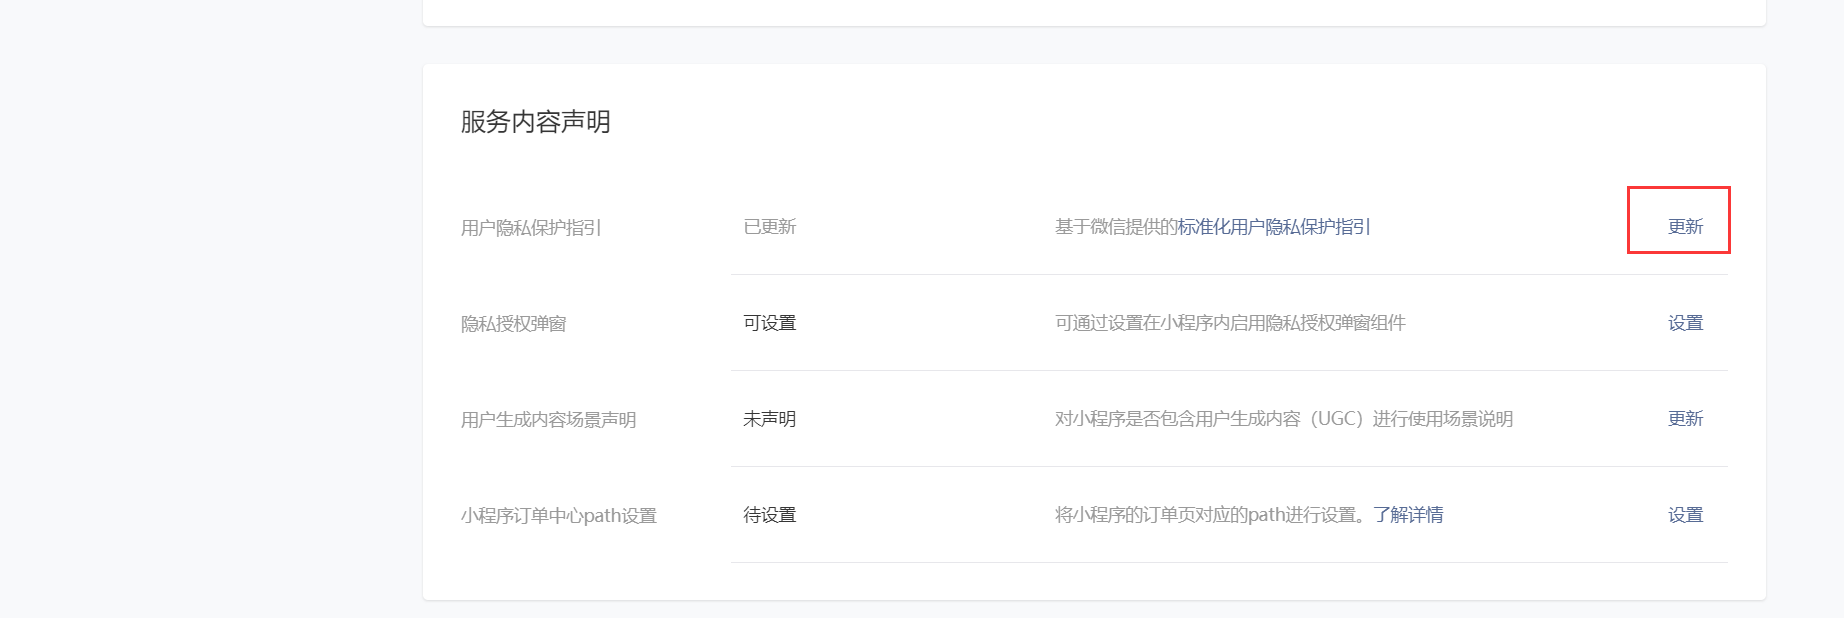 服务内容声明
用户隐私保护指引 已更新 基于微信提供的标准化用户隐私保护指引 更新
隐私授权弹窗 可设置 可通过设置在小程序内启用隐私授权弹窗组件 设置
用户生成内容场景声明 未声明 对小程序是否包含用户生成内容（UGC）进行使用场景说明 更新
小程序订单中心path设置 待设置 将小程序的订单页对应的path进行设置。了解详情 设置